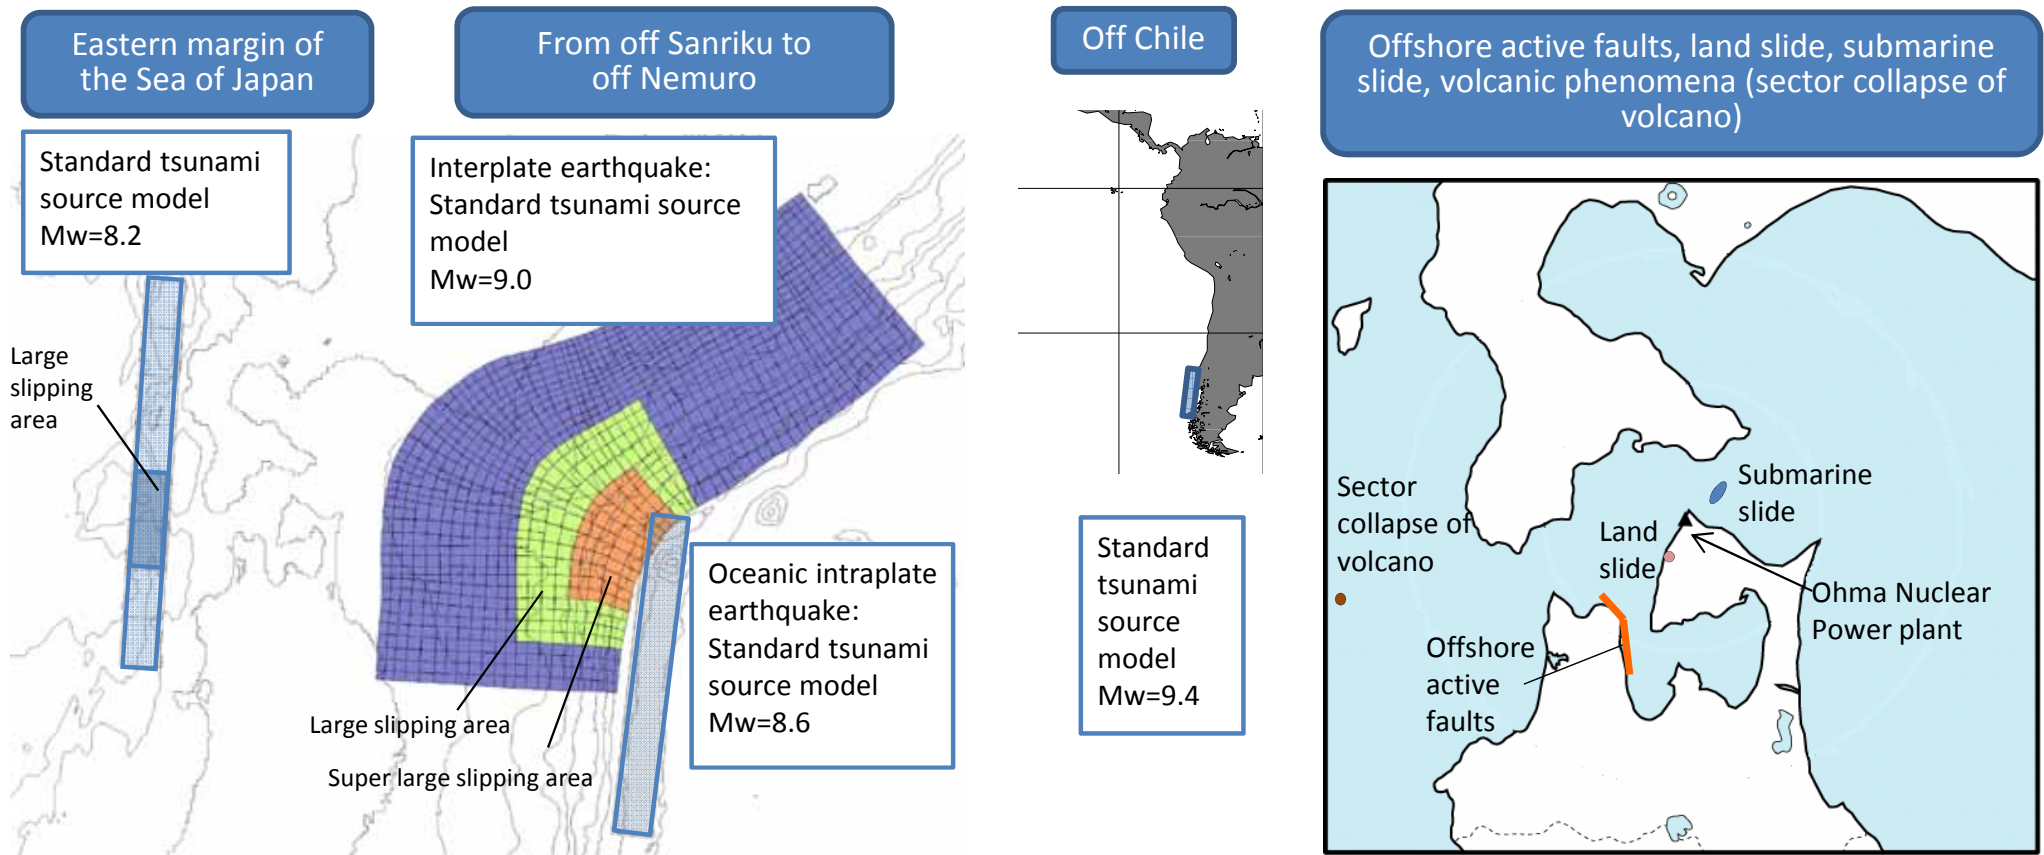 Eastern margin of
the Sea of Japan
Standard tsunami
source model
Mw=8.2
Large
slipping
area
From off Sanriku to
off Nemuro
Interplate earthquake:
Standard tsunami source
model
Mw=9.0
Oceanic intraplate
earthquake:
Standard tsunami
source model
Mw=8.6
Large slipping area
Super large slipping area
Off Chile
Standard
tsunami
source
model
Mw=9.4
Offshore active faults, land slide, submarine
slide, volcanic phenomena (sector collapse of
volcano)
Sector
collapse of
volcano
Submarine
slide
Land
slide
Ohma Nuclear
Power plant
Offshore
active
faults